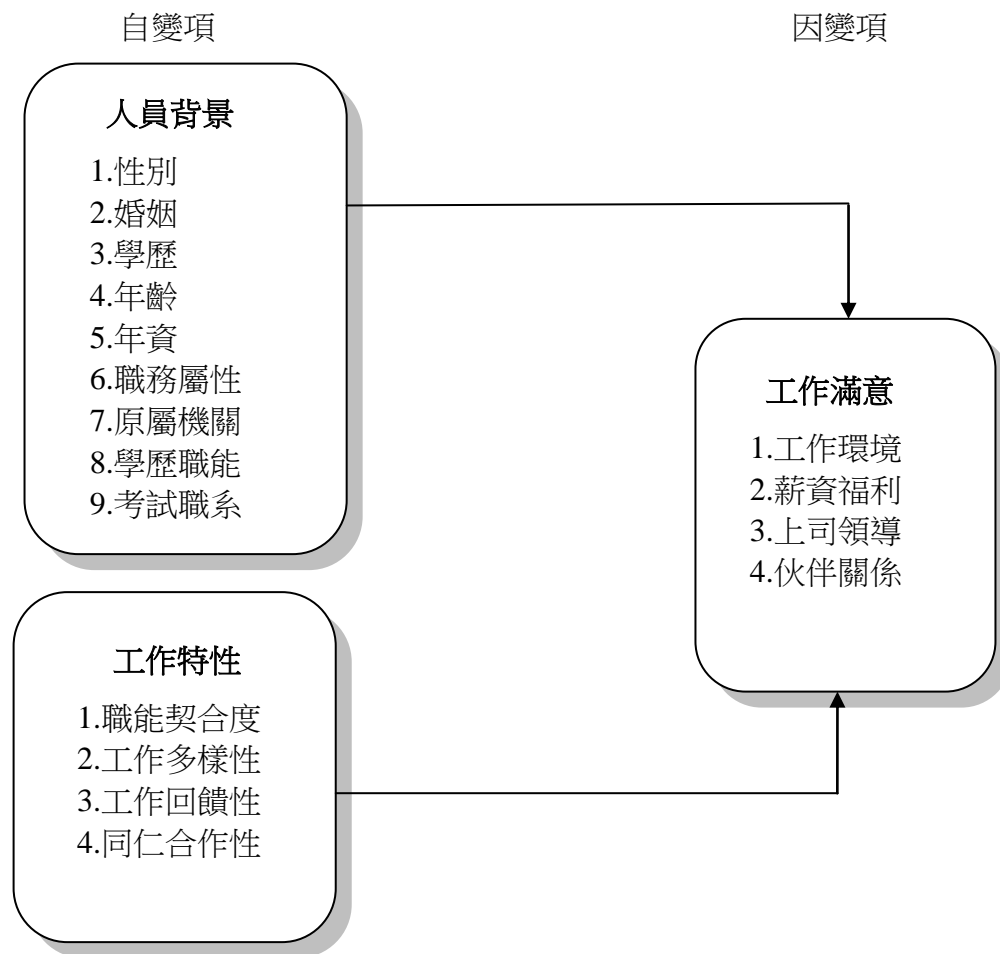 自變項
因變項
人員背景
1.性別
2.婚姻
3.學歷
4.年齡
5.年資
6.職務屬性
7.原屬機關
8.學歷職能
9.考試職系
工作滿意
1.工作環境
2.薪資福利
3.上司領導
4.伙伴關係
工作特性
1.職能契合度
2.工作多樣性
3.工作回饋性
4.同仁合作性